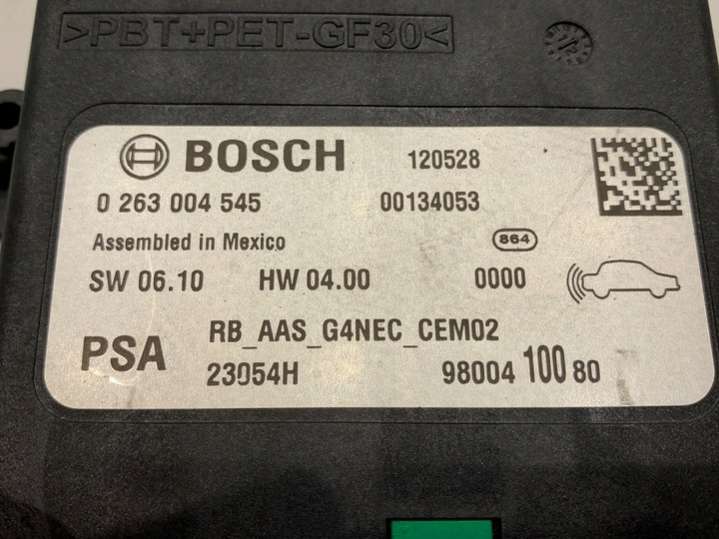 >PBT+PET-GF30<
BOSCH 120528
0 263 004 545 00134053
Assembled in Mexico 864
SW 06.10 HW 04.00 0000
RB_AAS_G4NEC_CEM02
PSA
23054H 98004 100 80